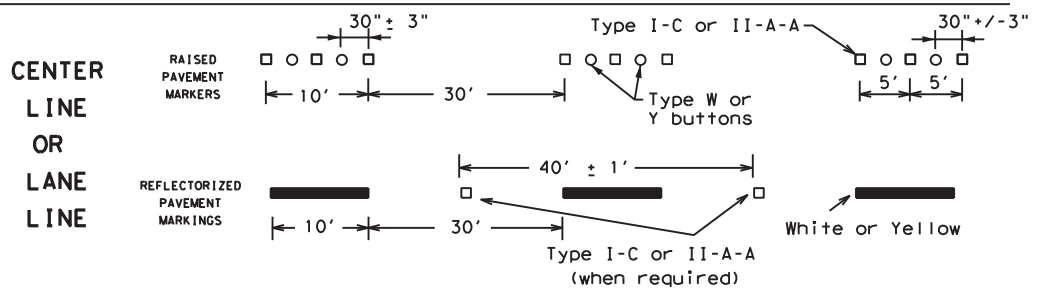 CENTER
LINE
OR
LANE
LINE
RAISED
PAVEMENT
MARKERS
30"± 3"
10'
30'
Type I-C or II-A-A
Type W or
Y buttons
30"+/-3"
5'
5'
REFLECTORIZED
PAVEMENT
MARKINGS
40' ± 1'
10'
30'
Type I-C or II-A-A
(when required)
White or Yellow